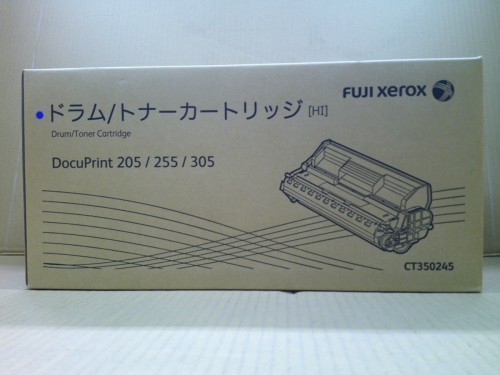 FUJI xerox
ドラム/トナーカートリッジ [HI]
Drum/Toner Cartridge
DocuPrint 205 / 255 / 305
CT350245